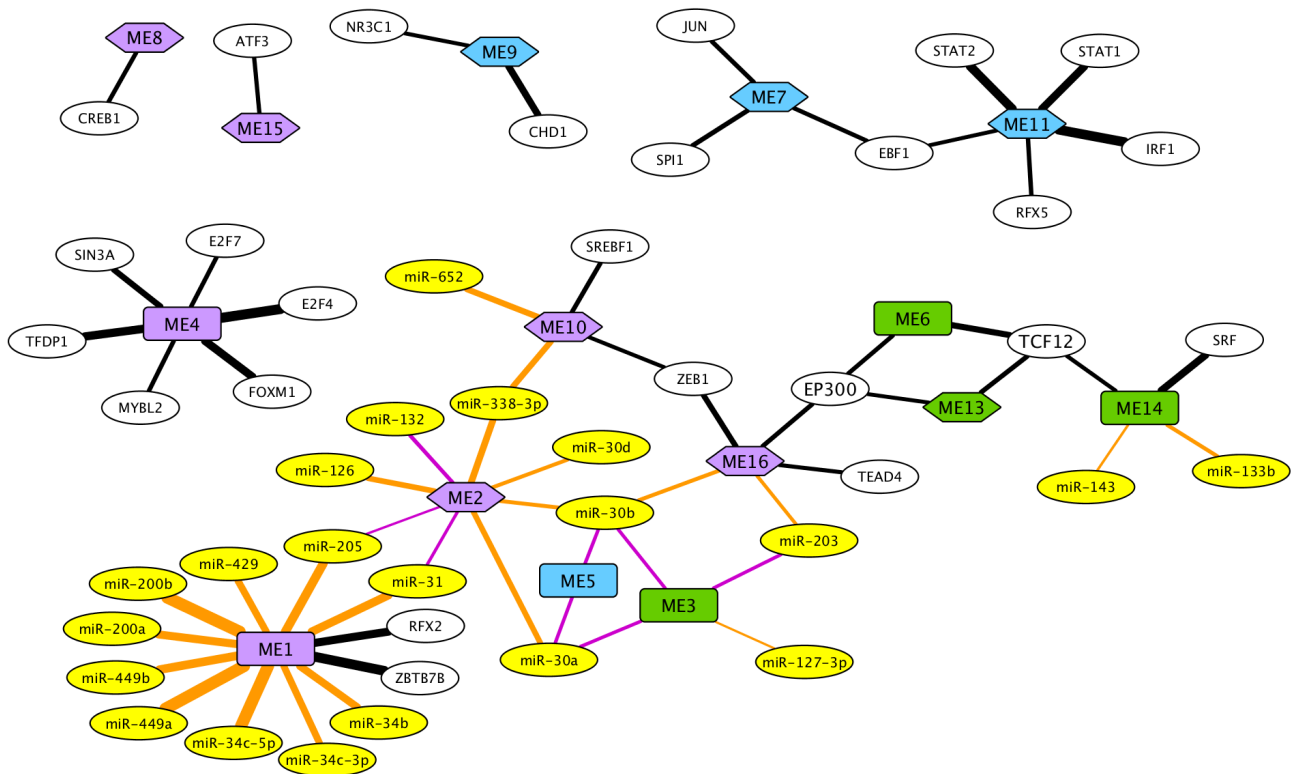 NR3C1
JUN
ME8
ATF3
ME9
STAT2
STAT1
ME7
CREB1
ME15
CHD1
ME11
SPI1
EBF1
IRF1
RFX5
SIN3A
E2F7
SREBF1
miR-652
E2F4
ME4
ME10
ME6
TFDP1
TCF12
SRF
ZEB1
EP300
FOXM1
MYBL2
miR-338-3p
ME13
ME14
miR-132
miR-30d
ME16
miR-126
TEAD4
miR-133b
miR-143
ME2
miR-30b
miR-203
miR-205
miR-429
miR-200b
miR-31
ME5
ME3
miR-200a
RFX2
ME1
miR-30a
miR-127-3p
miR-449b
ZBTB7B
miR-449a
miR-34b
miR-34c-5p
miR-34c-3p